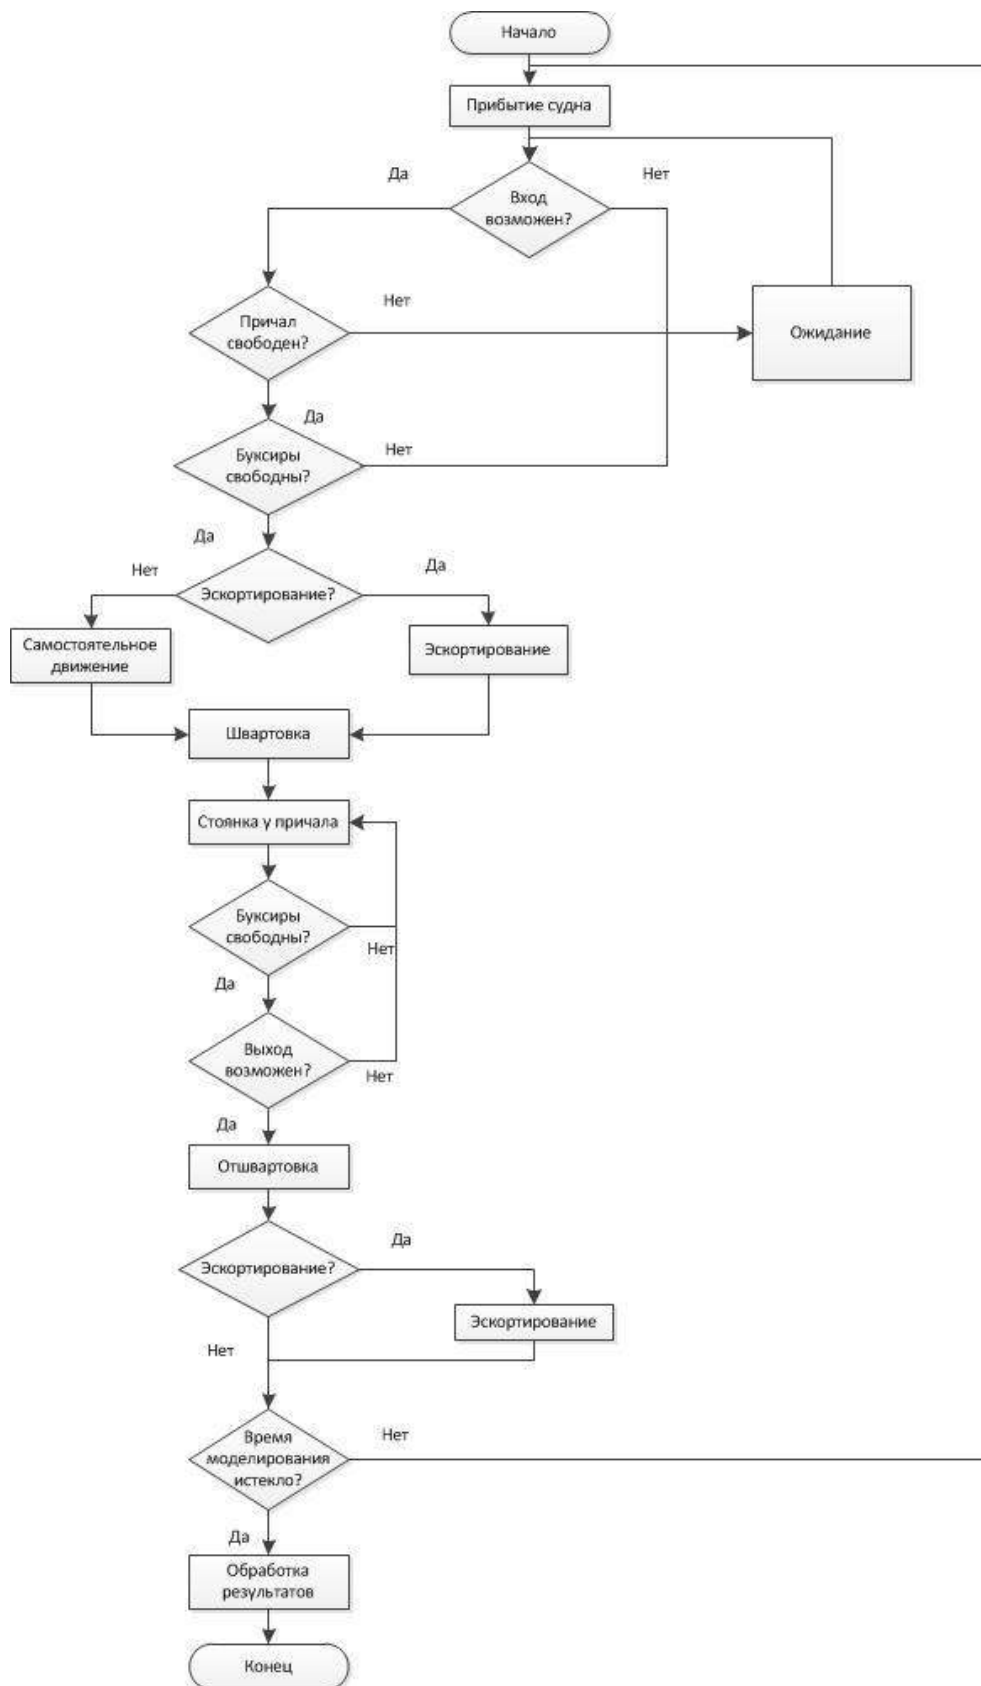 Начало
Прибытие судна
Да
Нет
Вход
возможен?
Нет
Причал
свободен?
Ожидание
Да
Буксиры
свободны?
Нет
Да
Нет
Да
Эскортирование?
Самостоятельное
движение
Эскортирование
Швартовка
Стоянка у причала
Буксиры
свободны?
Нет
Да
Выход
возможен?
Нет
Да
Отшвартовка
Да
Эскортирование?
Эскортирование
Нет
Время
моделирования
истекло?
Нет
Да
Обработка
результатов
Конец